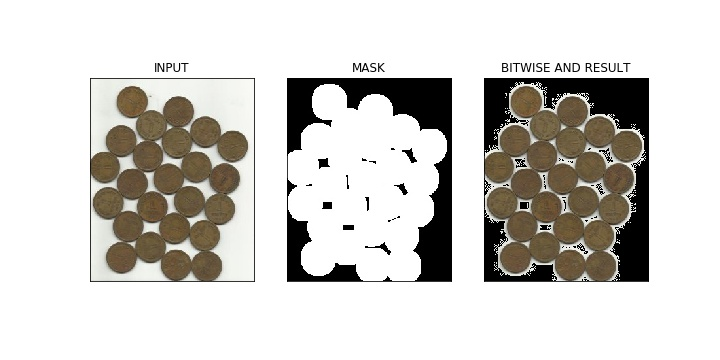 INPUT
MASK
BITWISE AND RESULT